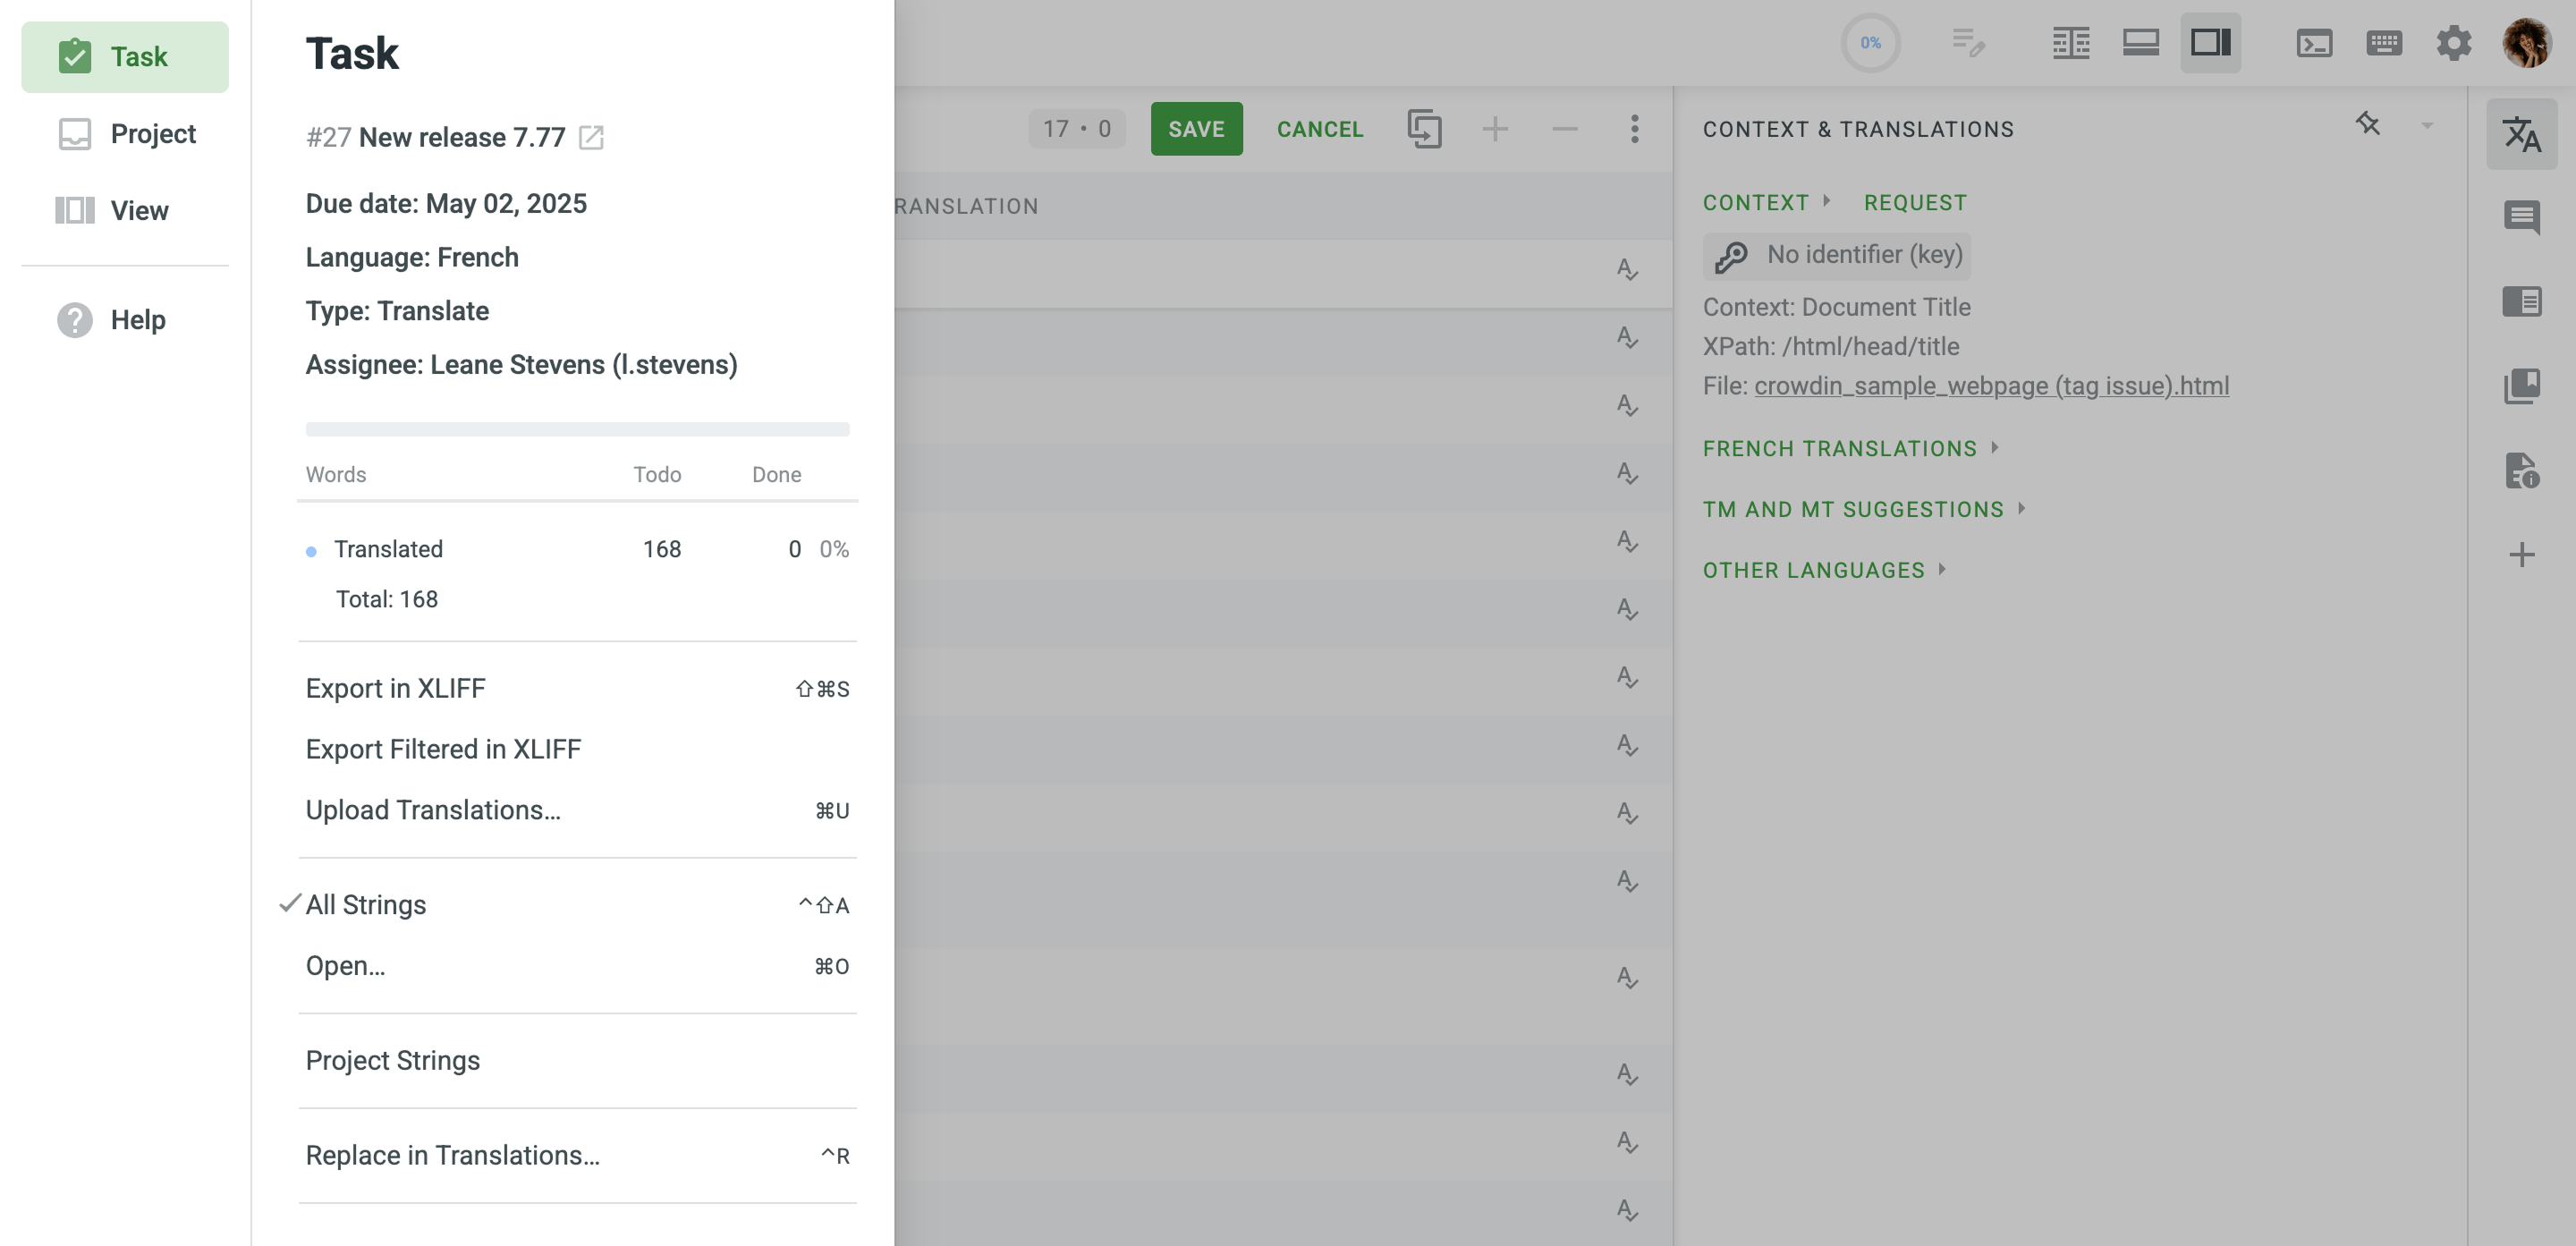 Task
Project
View
Help
Task
#27 New release 7.77
Due date: May 02, 2025
Language: French
Type: Translate
Assignee: Leane Stevens (l.stevens)
Words Todo Done
Translated 168 0 0%
Total: 168
Export in XLIFF ⇧⌘S
Export Filtered in XLIFF
Upload Translations... ⌘U
All Strings ^⇧A
Open... ⌘O
Project Strings
Replace in Translations... ^R
0%
17 • 0 SAVE CANCEL
RANSLATION
CONTEXT & TRANSLATIONS
CONTEXT REQUEST
No identifier (key)
Context: Document Title
XPath: /html/head/title
File: crowdin_sample_webpage (tag issue).html
FRENCH TRANSLATIONS
TM AND MT SUGGESTIONS
OTHER LANGUAGES